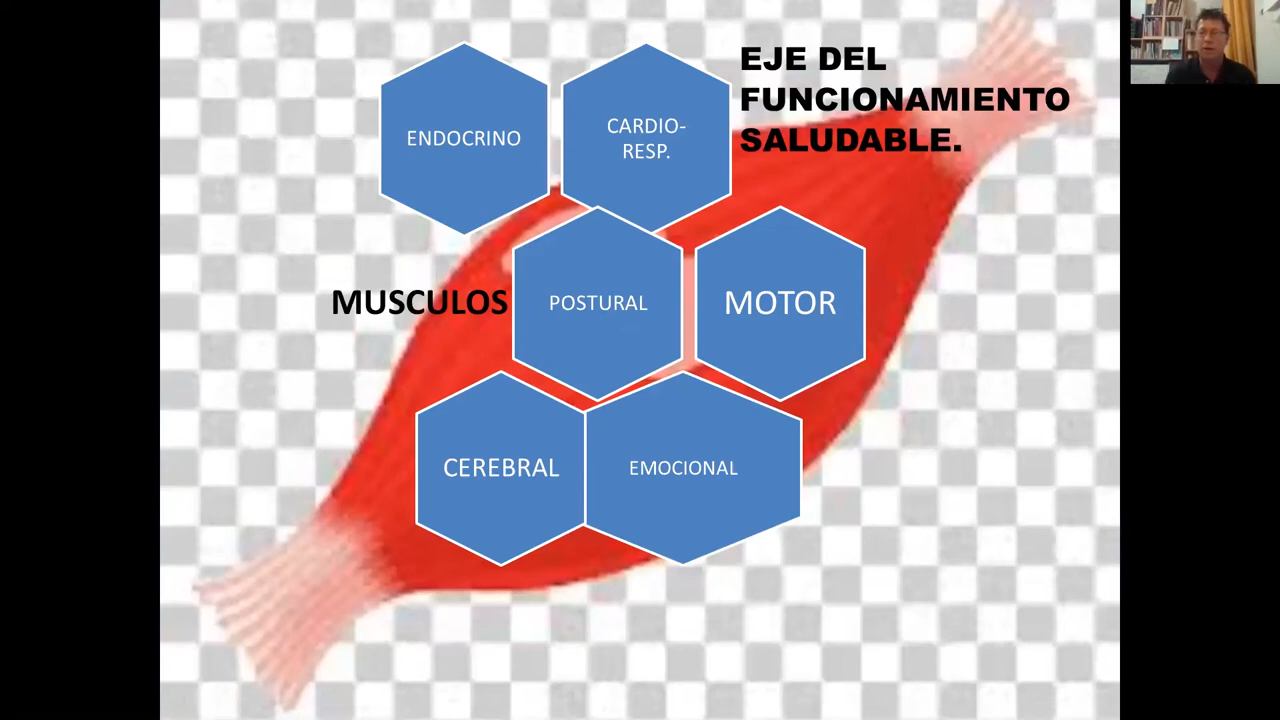 EJE DEL
FUNCIONAMIENTO
SALUDABLE.
ENDOCRINO
CARDIO-
RESP.
MUSCULOS
POSTURAL
MOTOR
CEREBRAL
EMOCIONAL